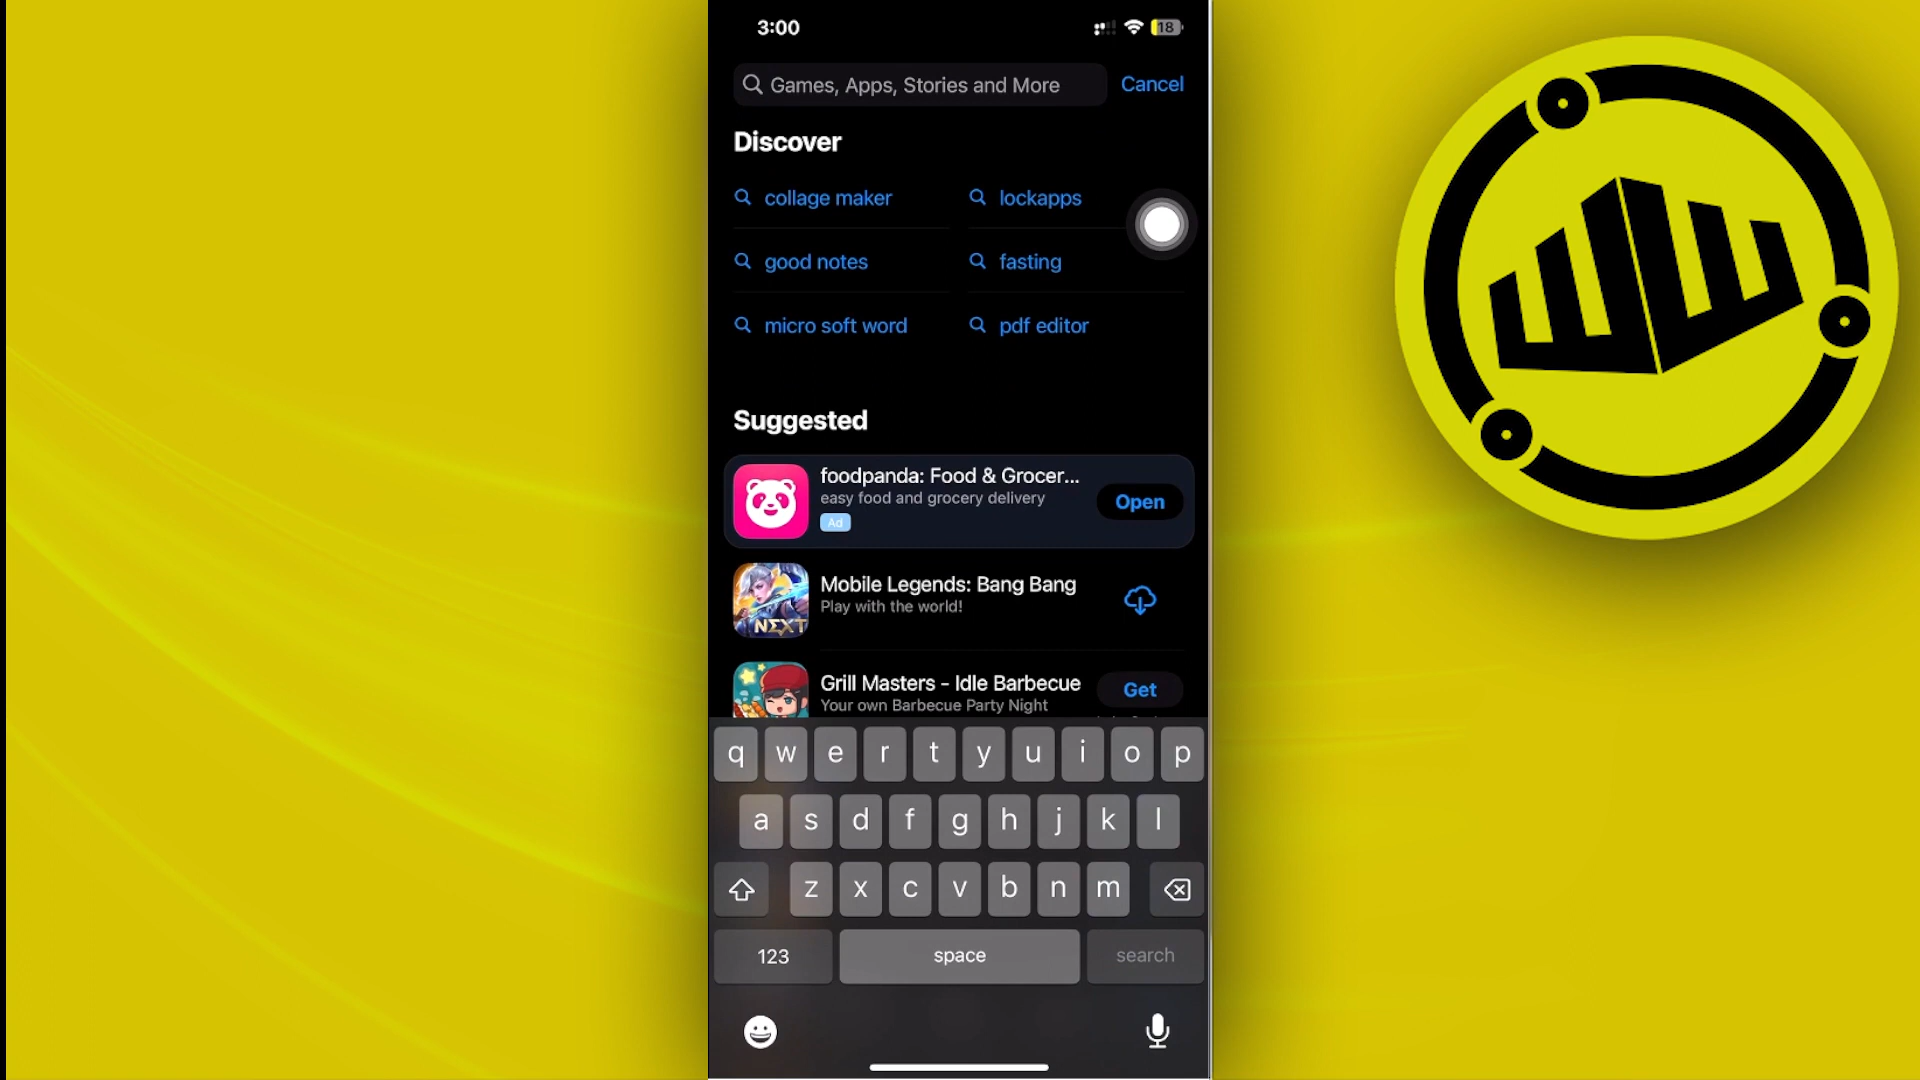 3:00
18
Games, Apps, Stories and More
Cancel
Discover
collage maker
lockapps
good notes
fasting
micro soft word
pdf editor
Suggested
foodpanda: Food & Grocer...
easy food and grocery delivery
Ad
Open
Mobile Legends: Bang Bang
Play with the world!
NEXT
Grill Masters - Idle Barbecue
Your own Barbecue Party Night
Get
q w e r t y u i o p
a s d f g h j k l
z x c v b n m
123
space
search